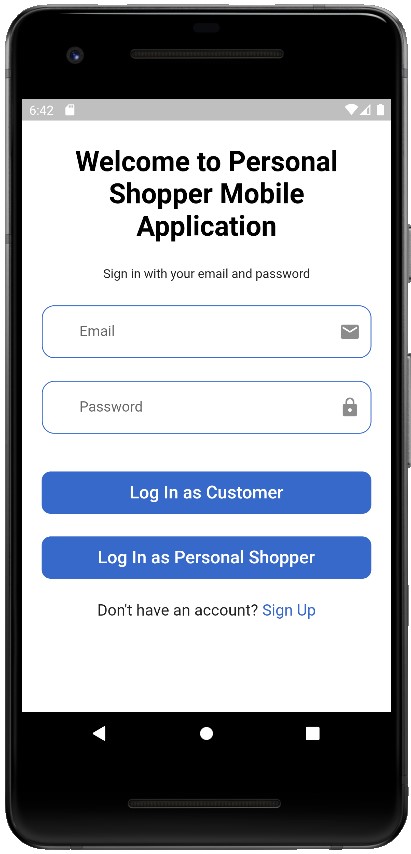 6:42
Welcome to Personal
Shopper Mobile
Application
Sign in with your email and password
Email
Password
Log In as Customer
Log In as Personal Shopper
Don't have an account? Sign Up